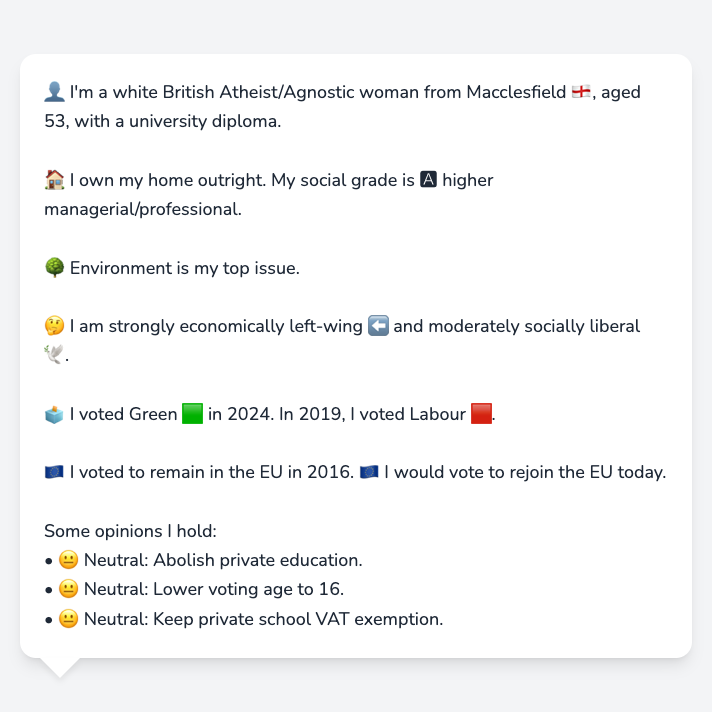 👤 I'm a white British Atheist/Agnostic woman from Macclesfield 🏴󠁧󠁢󠁥󠁮󠁧󠁿, aged
53, with a university diploma.
🏠 I own my home outright. My social grade is 🅰 higher
managerial/professional.
🌳 Environment is my top issue.
🤔 I am strongly economically left-wing ⬅️ and moderately socially liberal
🕊️.
🗳️ I voted Green 🟩 in 2024. In 2019, I voted Labour 🟥.
🇪🇺 I voted to remain in the EU in 2016. 🇪🇺 I would vote to rejoin the EU today.
Some opinions I hold:
• 😐 Neutral: Abolish private education.
• 😐 Neutral: Lower voting age to 16.
• 😐 Neutral: Keep private school VAT exemption.